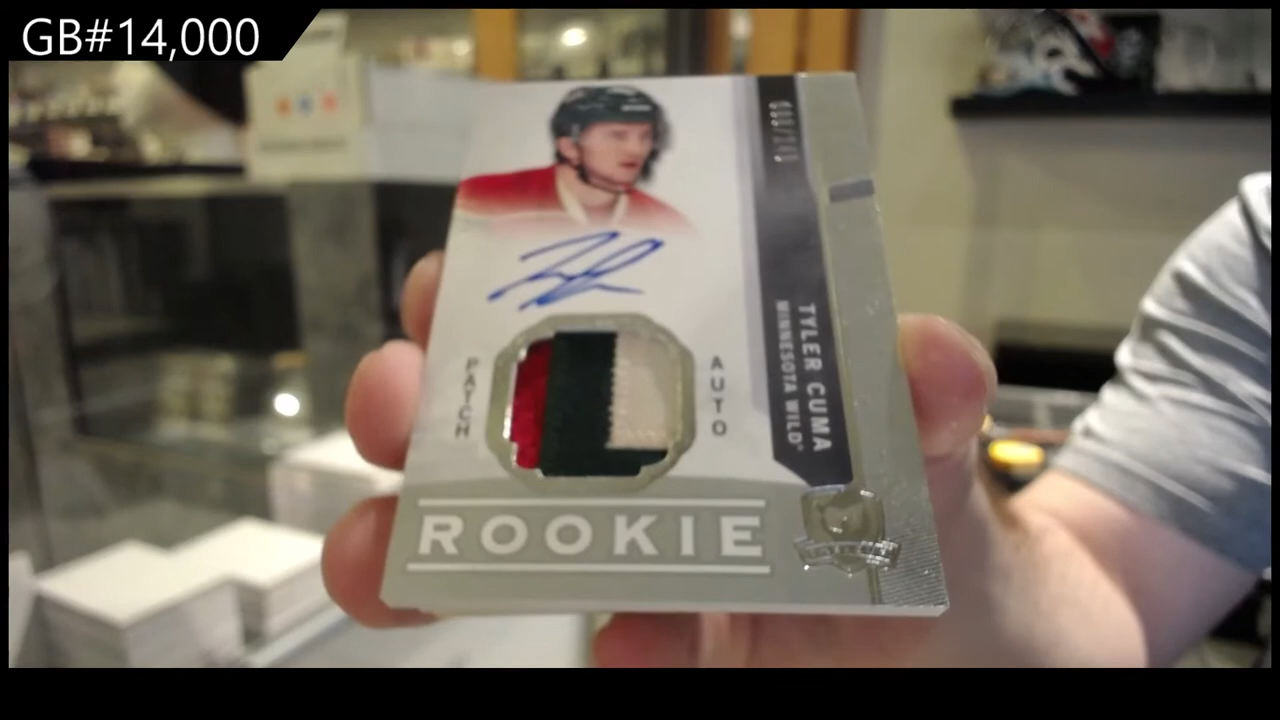 GB#14,000
TYLER CUMA
MINNESOTA WILD
PATCH
AUTO
ROOKIE